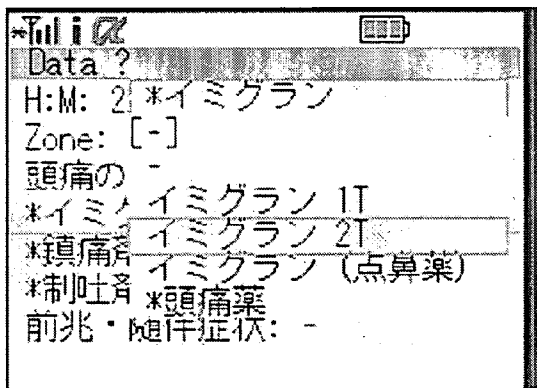 Data ?
H:M: 2
*イミグラン
Zone: [-]
頭痛の -
*イミグ
イミグラン 1T
イミグラン 2T
*鎮痛剤
イミグラン (点鼻薬)
*制吐剤
*頭痛薬
前兆・随伴症状: -